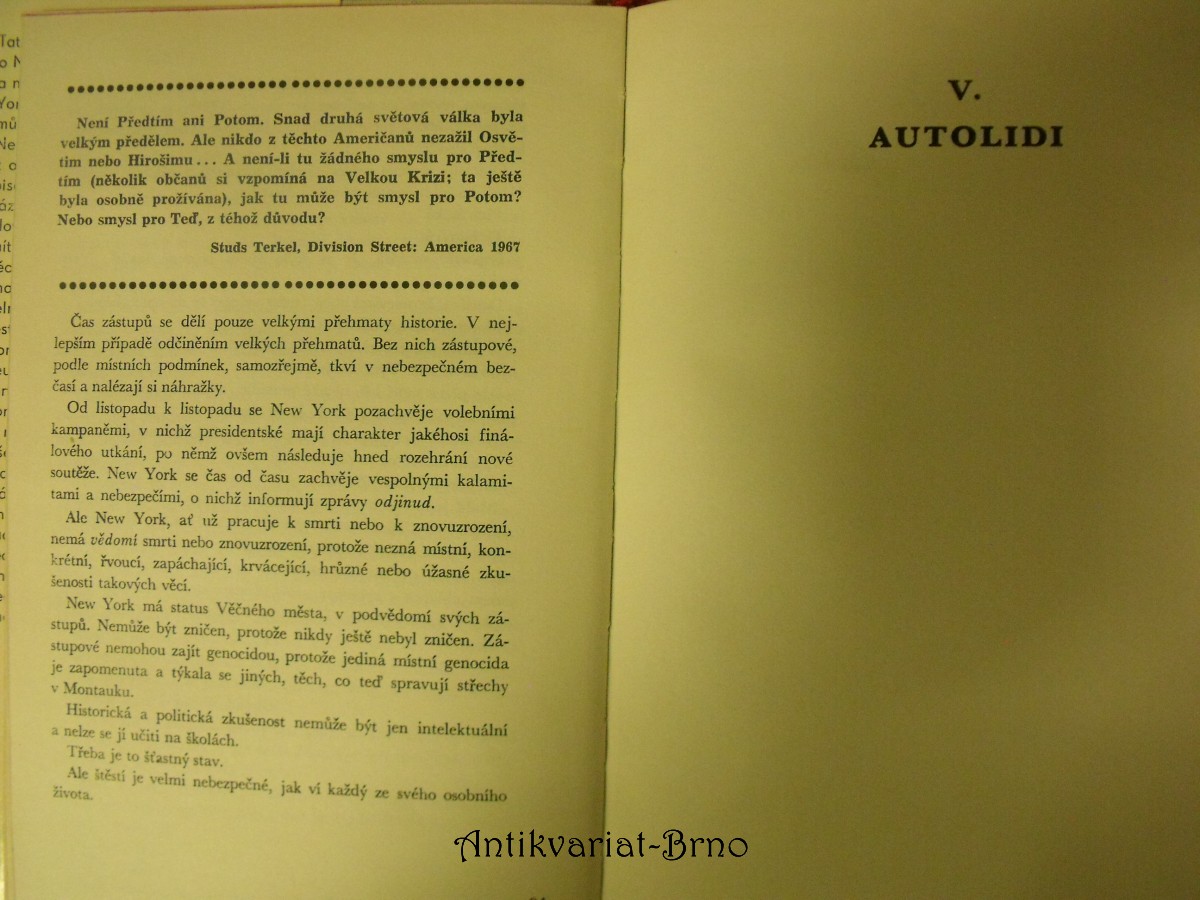 Není Předtím ani Potom. Snad druhá světová válka byla
velkým předělem. Ale nikdo z těchto Američanů nezažil Osvě-
tim nebo Hirošimu... A není-li tu žádného smyslu pro Před-
tím (několik občanů si vzpomíná na Velkou Krizi; ta ještě
byla osobně prožívána), jak tu může být smysl pro Potom?
Nebo smysl pro Teď, z téhož důvodu?
Studs Terkel, Division Street: America 1967
Čas zástupů se dělí pouze velkými přehmaty historie. V nej-
lepším případě odčiněním velkých přehmatů. Bez nich zástupové,
podle místních podmínek, samozřejmě, tkví v nebezpečném bez-
časí a nalézají si náhražky.
Od listopadu k listopadu se New York pozachvěje volebními
kampaněmi, v nichž presidentské mají charakter jakéhosi finá-
lového utkání, po němž ovšem následuje hned rozehrání nové
soutěže. New York se čas od času zachvěje vespolnými kalami-
tami a nebezpečími, o nichž informují zprávy odjinud.
Ale New York, ať už pracuje k smrti nebo k znovuzrození,
nemá vědomí smrti nebo znovuzrození, protože nezná místní, kon-
krétní, řvoucí, zapáchající, krvácející, hrůzné nebo úžasné zku-
šenosti takových věcí.
New York má status Věčného města, v podvědomí svých zá-
stupů. Nemůže být zničen, protože nikdy ještě nebyl zničen. Zá-
stupové nemohou zajít genocidou, protože jediná místní genocida
je zapomenuta a týkala se jiných, těch, co teď spravují střechy
v Montauku.
Historická a politická zkušenost nemůže být jen intelektuální
a nelze se jí učiti na školách.
Třeba je to šťastný stav.
Ale štěstí je velmi nebezpečné, jak ví každý ze svého osobního
života.
V.
AUTOLIDI
Antikvariat-Brno